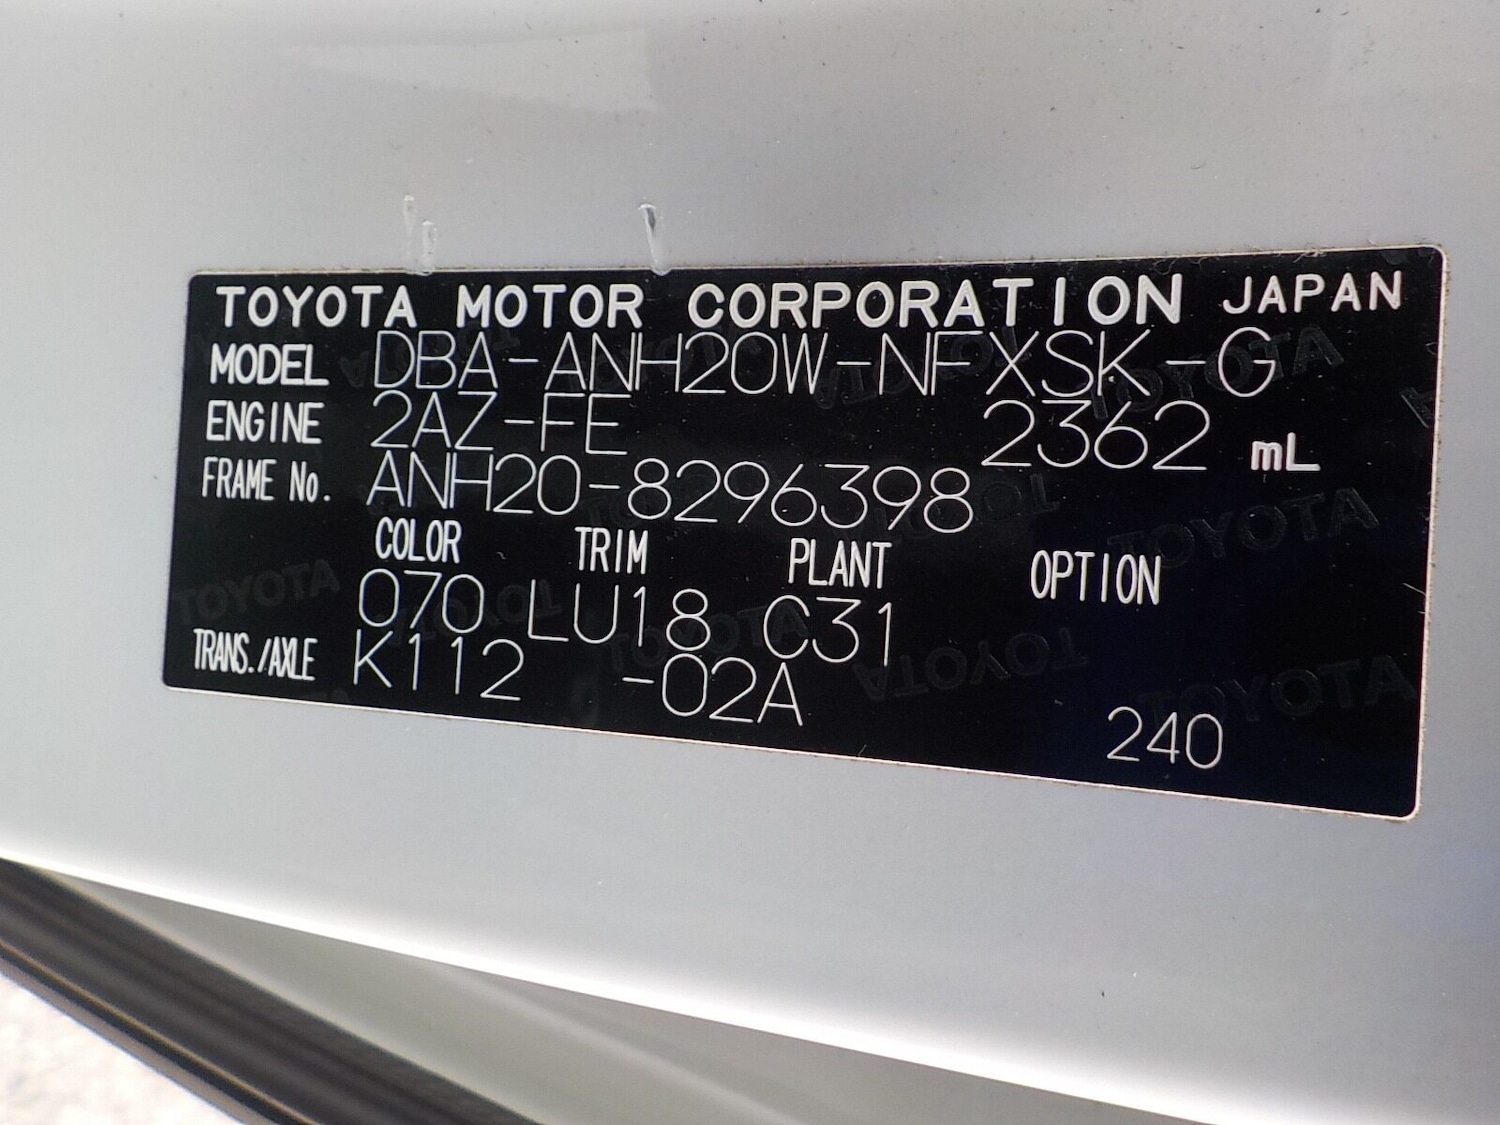 TOYOTA MOTOR CORPORATION JAPAN
MODEL DBA-ANH20W-NFXSK-G
ENGINE 2AZ-FE 2362 mL
FRAME No. ANH20-8296398
COLOR TRIM PLANT OPTION
070 LU18 C31
TRANS./AXLE K112 -02A
240